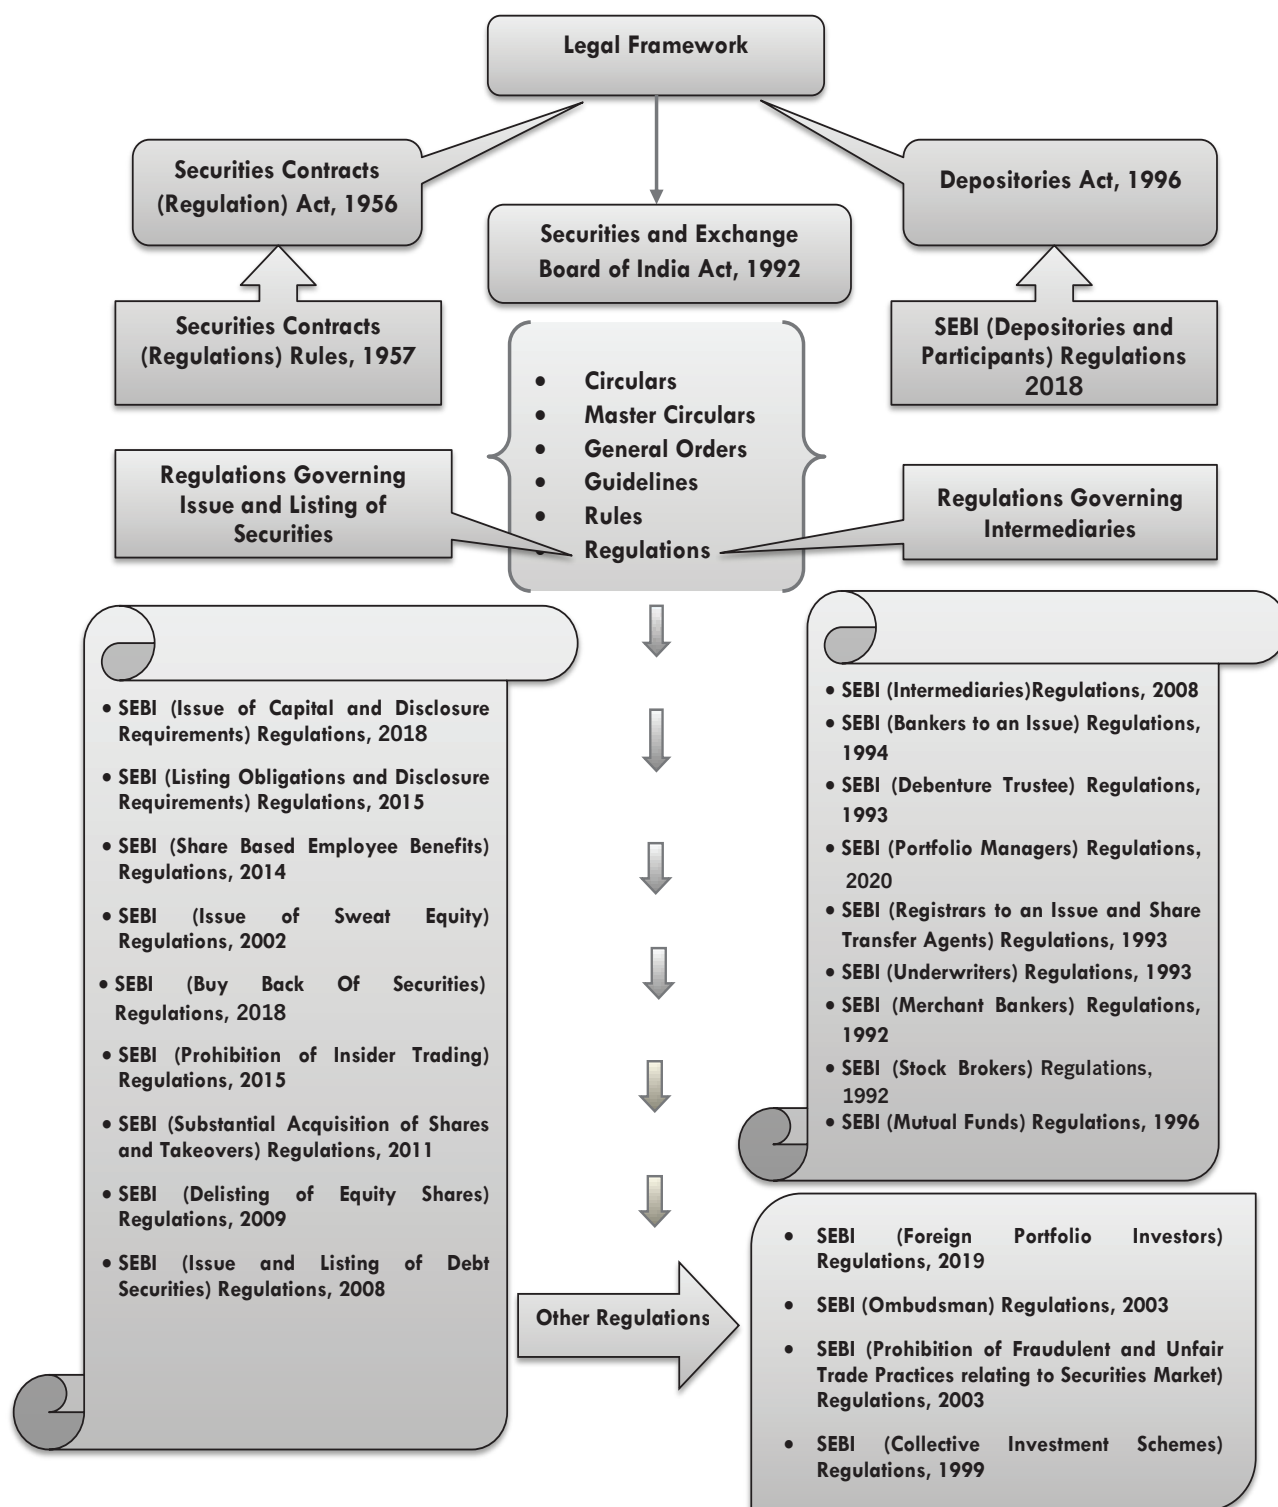 Legal Framework
Securities Contracts
(Regulation) Act, 1956
Securities and Exchange
Board of India Act, 1992
Depositories Act, 1996
Securities Contracts
(Regulations) Rules, 1957
SEBI (Depositories and
Participants) Regulations
2018
• Circulars
• Master Circulars
• General Orders
• Guidelines
• Rules
• Regulations
Regulations Governing
Issue and Listing of
Securities
Regulations Governing
Intermediaries
• SEBI (Issue of Capital and Disclosure
Requirements) Regulations, 2018
• SEBI (Listing Obligations and Disclosure
Requirements) Regulations, 2015
• SEBI (Share Based Employee Benefits)
Regulations, 2014
• SEBI (Issue of Sweat Equity)
Regulations, 2002
• SEBI (Buy Back Of Securities)
Regulations, 2018
• SEBI (Prohibition of Insider Trading)
Regulations, 2015
• SEBI (Substantial Acquisition of Shares
and Takeovers) Regulations, 2011
• SEBI (Delisting of Equity Shares)
Regulations, 2009
• SEBI (Issue and Listing of Debt
Securities) Regulations, 2008
• SEBI (Intermediaries)Regulations, 2008
• SEBI (Bankers to an Issue) Regulations,
1994
• SEBI (Debenture Trustee) Regulations,
1993
• SEBI (Portfolio Managers) Regulations,
2020
• SEBI (Registrars to an Issue and Share
Transfer Agents) Regulations, 1993
• SEBI (Underwriters) Regulations, 1993
• SEBI (Merchant Bankers) Regulations,
1992
• SEBI (Stock Brokers) Regulations,
1992
• SEBI (Mutual Funds) Regulations, 1996
Other Regulations
• SEBI (Foreign Portfolio Investors)
Regulations, 2019
• SEBI (Ombudsman) Regulations, 2003
• SEBI (Prohibition of Fraudulent and Unfair
Trade Practices relating to Securities Market)
Regulations, 2003
• SEBI (Collective Investment Schemes)
Regulations, 1999